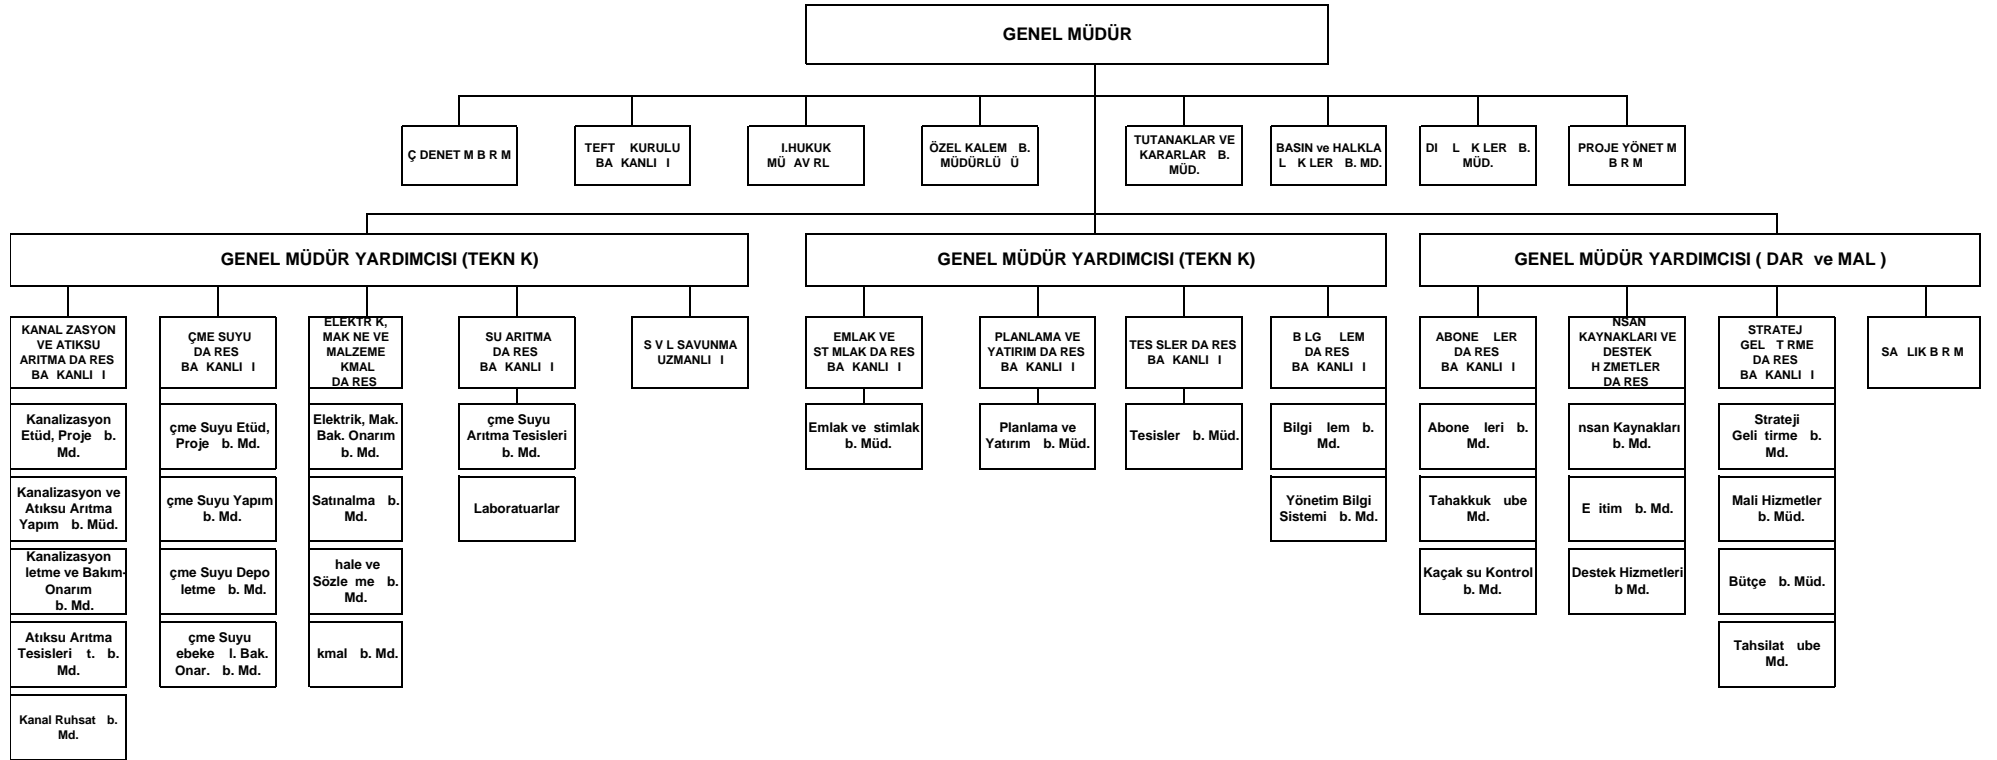 GENEL MÜDÜR
Ç DENET M B R M
TEFT KURULU
BA KANLI I
I.HUKUK
MÜ AV RL
ÖZEL KALEM B.
MÜDÜRLÜ Ü
TUTANAKLAR VE
KARARLAR B.
MÜD.
BASIN ve HALKLA
L K LER B. MD.
DI L K LER B.
MÜD.
PROJE YÖNET M
B R M
GENEL MÜDÜR YARDIMCISI (TEKN K)
GENEL MÜDÜR YARDIMCISI (TEKN K)
GENEL MÜDÜR YARDIMCISI ( DAR ve MAL )
KANAL ZASYON
VE ATIKSU
ARITMA DA RES
BA KANLI I
ÇME SUYU
DA RES
BA KANLI I
ELEKTR K,
MAK NE VE
MALZEME
KMAL
DA RES
SU ARITMA
DA RES
BA KANLI I
S V L SAVUNMA
UZMANLI I
EMLAK VE
ST MLAK DA RES
BA KANLI I
PLANLAMA VE
YATIRIM DA RES
BA KANLI I
TES SLER DA RES
BA KANLI I
B LG LEM
DA RES
BA KANLI I
ABONE LER
DA RES
BA KANLI I
NSAN
KAYNAKLARI VE
DESTEK
H ZMETLER
DA RES
STRATEJ
GEL T RME
DA RES
BA KANLI I
SA LIK B R M
Kanalizasyon
Etüd, Proje b.
Md.
çme Suyu Etüd,
Proje b. Md.
Elektrik, Mak.
Bak. Onarım
b. Md.
çme Suyu
Arıtma Tesisleri
b. Md.
Emlak ve stimlak
b. Müd.
Planlama ve
Yatırım b. Müd.
Tesisler b. Müd.
Bilgi lem b.
Md.
Abone leri b.
Md.
nsan Kaynakları
b. Md.
Strateji
Geli tirme b.
Md.
Kanalizasyon ve
Atıksu Arıtma
Yapım b. Müd.
çme Suyu Yapım
b. Md.
Satınalma b.
Md.
Laboratuarlar
Yönetim Bilgi
Sistemi b. Md.
Tahakkuk ube
Md.
E itim b. Md.
Mali Hizmetler
b. Müd.
Kanalizasyon
letme ve Bakım-
Onarım
b. Md.
çme Suyu Depo
letme b. Md.
hale ve
Sözle me b.
Md.
Kaçak su Kontrol
b. Md.
Destek Hizmetleri
b Md.
Bütçe b. Müd.
Atıksu Arıtma
Tesisleri t. b.
Md.
çme Suyu
ebeke l. Bak.
Onar. b. Md.
kmal b. Md.
Tahsilat ube
Md.
Kanal Ruhsat b.
Md.